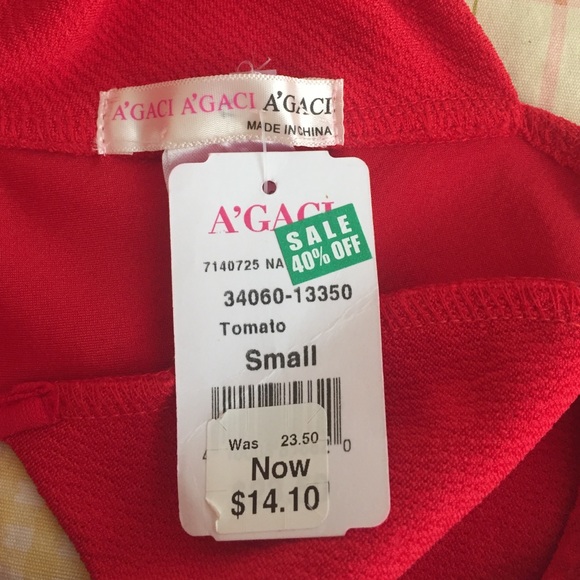 A'GACI A'GACI A'GACI
MADE IN CHINA
A'GACI
SALE
40% OFF
7140725 NA
34060-13350
Tomato
Small
Was 23.50
Now
$14.10